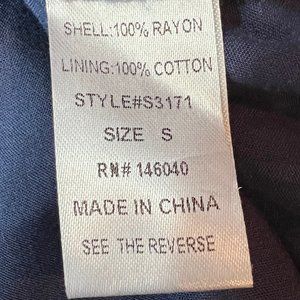 SHELL:100% RAYON
LINING:100% COTTON
STYLE#S3171
SIZE S
RN# 146040
MADE IN CHINA
SEE THE REVERSE